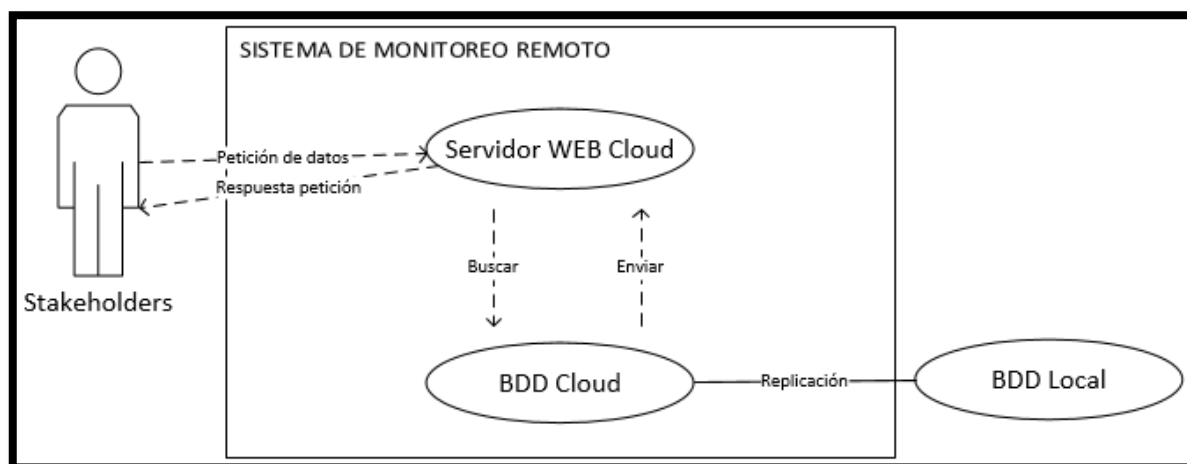 SISTEMA DE MONITOREO REMOTO
Servidor WEB Cloud
Petición de datos
Respuesta petición
Buscar
Enviar
Stakeholders
BDD Cloud
Replicación
BDD Local